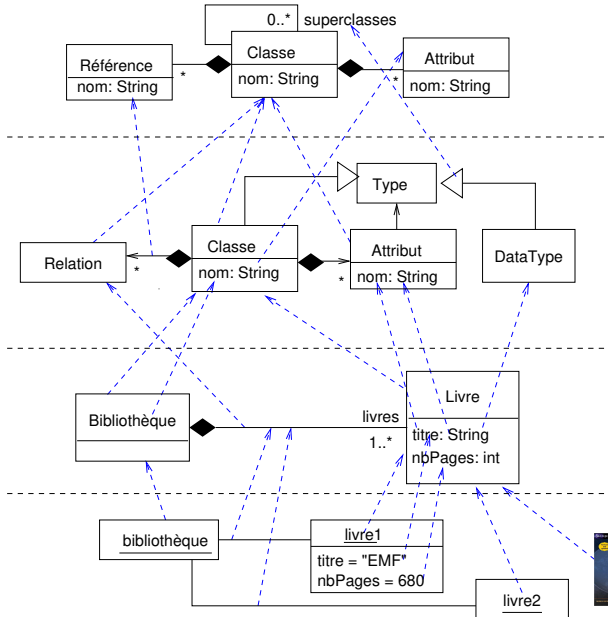 0..* superclasses
Classe
nom: String
Référence
nom: String
*
Attribut
nom: String
*
Type
Classe
nom: String
Relation
*
Attribut
nom: String
*
DataType
Livre
titre: String
nbPages: int
Bibliothèque
livres
1..*
bibliothèque
livre1
titre = "EMF"
nbPages = 680
livre2